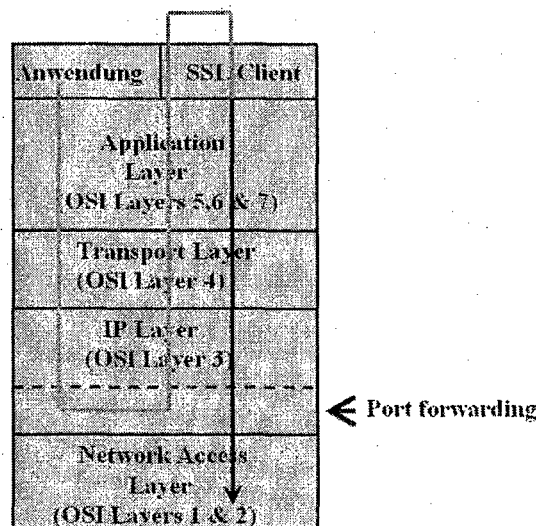 Anwendung
SSL Client
Application
Layer
(OSI Layers 5,6 & 7)
Transport Layer
(OSI Layer 4)
IP Layer
(OSI Layer 3)
Port forwarding
Network Access
Layer
(OSI Layers 1 & 2)